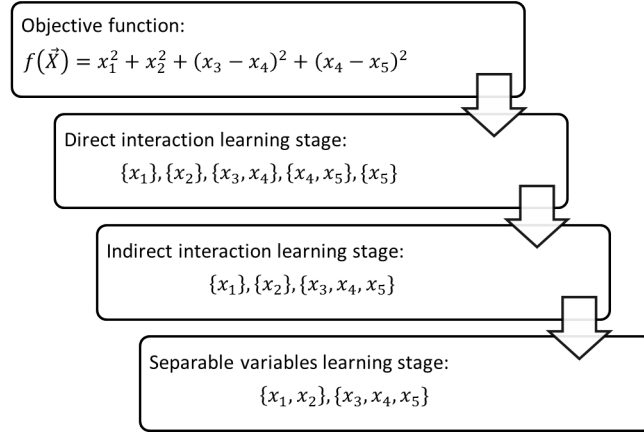 Objective function:
f(X⃗) = x₁² + x₂² + (x₃ − x₄)² + (x₄ − x₅)²
Direct interaction learning stage:
{x₁},{x₂},{x₃,x₄},{x₄,x₅},{x₅}
Indirect interaction learning stage:
{x₁},{x₂},{x₃,x₄,x₅}
Separable variables learning stage:
{x₁,x₂},{x₃,x₄,x₅}